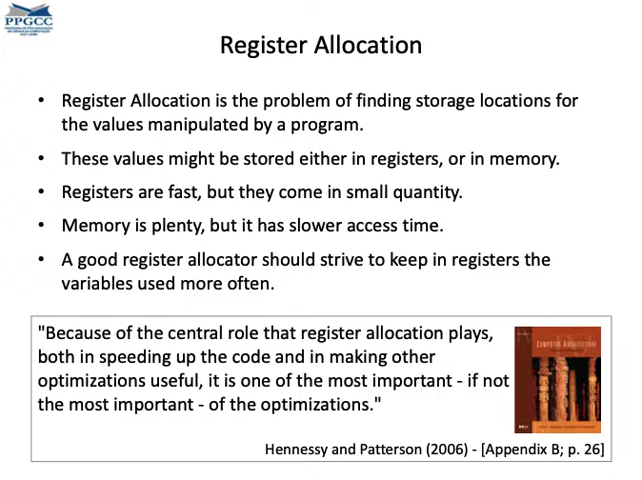 PPGCC
Register Allocation
• Register Allocation is the problem of finding storage locations for
the values manipulated by a program.
• These values might be stored either in registers, or in memory.
• Registers are fast, but they come in small quantity.
• Memory is plenty, but it has slower access time.
• A good register allocator should strive to keep in registers the
variables used more often.
"Because of the central role that register allocation plays,
both in speeding up the code and in making other
optimizations useful, it is one of the most important - if not
the most important - of the optimizations."
COMPUTER ARCHITECTURE
Hennessy and Patterson (2006) - [Appendix B; p. 26]